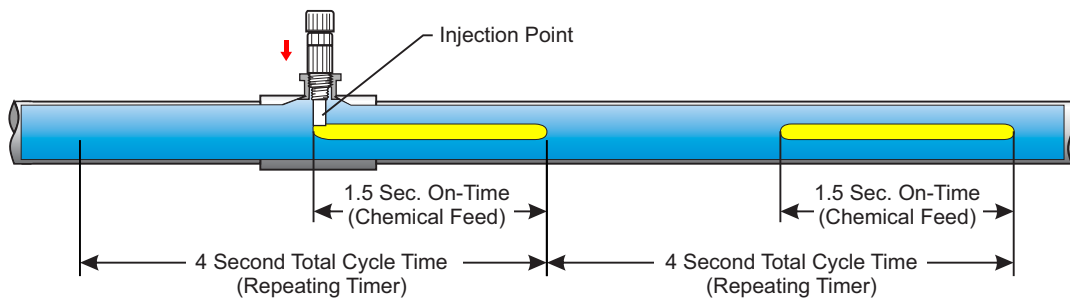 Injection Point
1.5 Sec. On-Time
(Chemical Feed)
1.5 Sec. On-Time
(Chemical Feed)
4 Second Total Cycle Time
(Repeating Timer)
4 Second Total Cycle Time
(Repeating Timer)